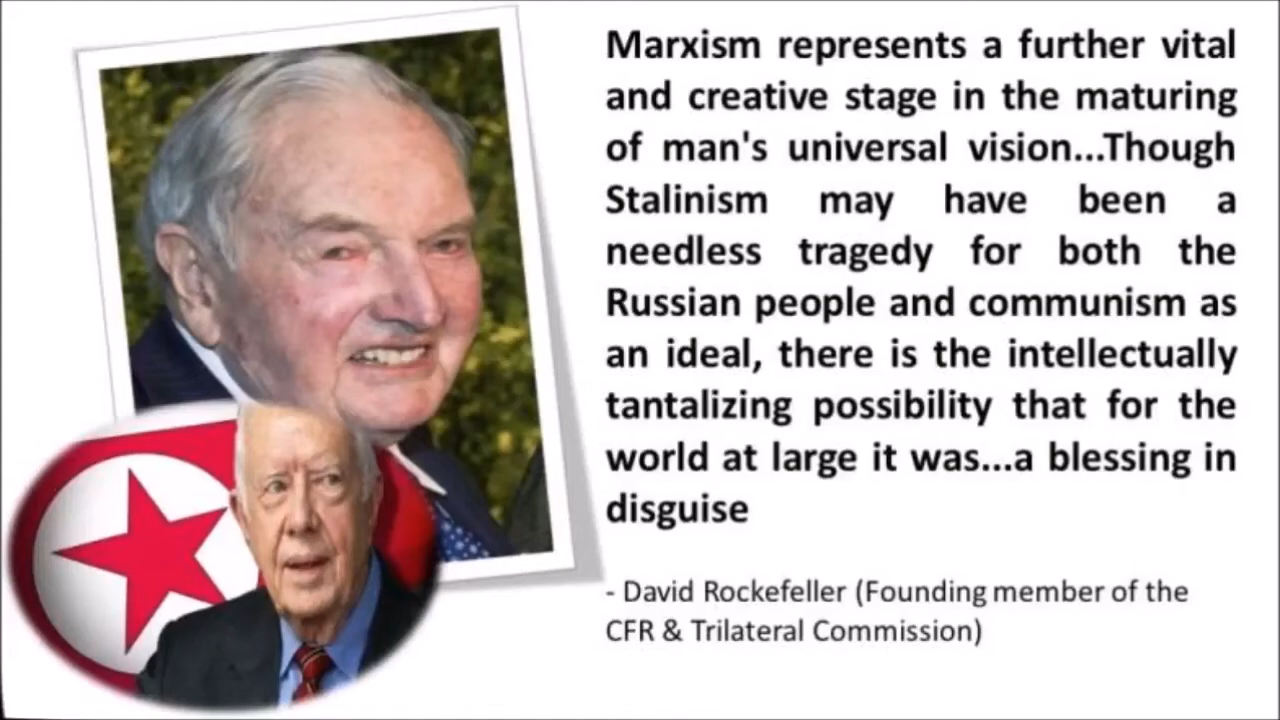 Marxism represents a further vital
and creative stage in the maturing
of man's universal vision...Though
Stalinism may have been a
needless tragedy for both the
Russian people and communism as
an ideal, there is the intellectually
tantalizing possibility that for the
world at large it was...a blessing in
disguise
- David Rockefeller (Founding member of the
CFR & Trilateral Commission)